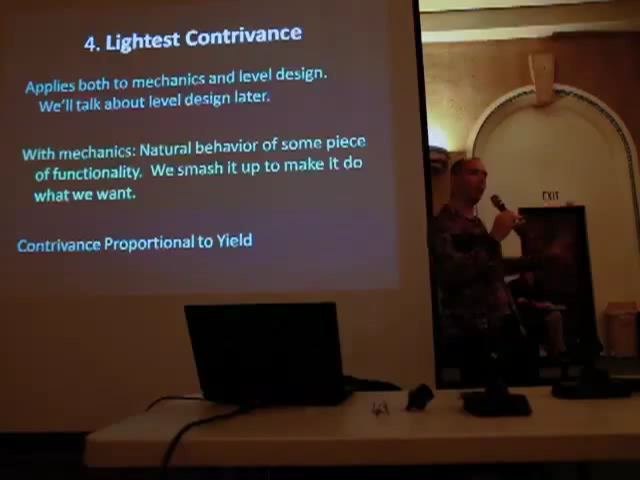 4. Lightest Contrivance
Applies both to mechanics and level design.
We'll talk about level design later.
With mechanics: Natural behavior of some piece
of functionality. We smash it up to make it do
what we want.
Contrivance Proportional to Yield
EXIT